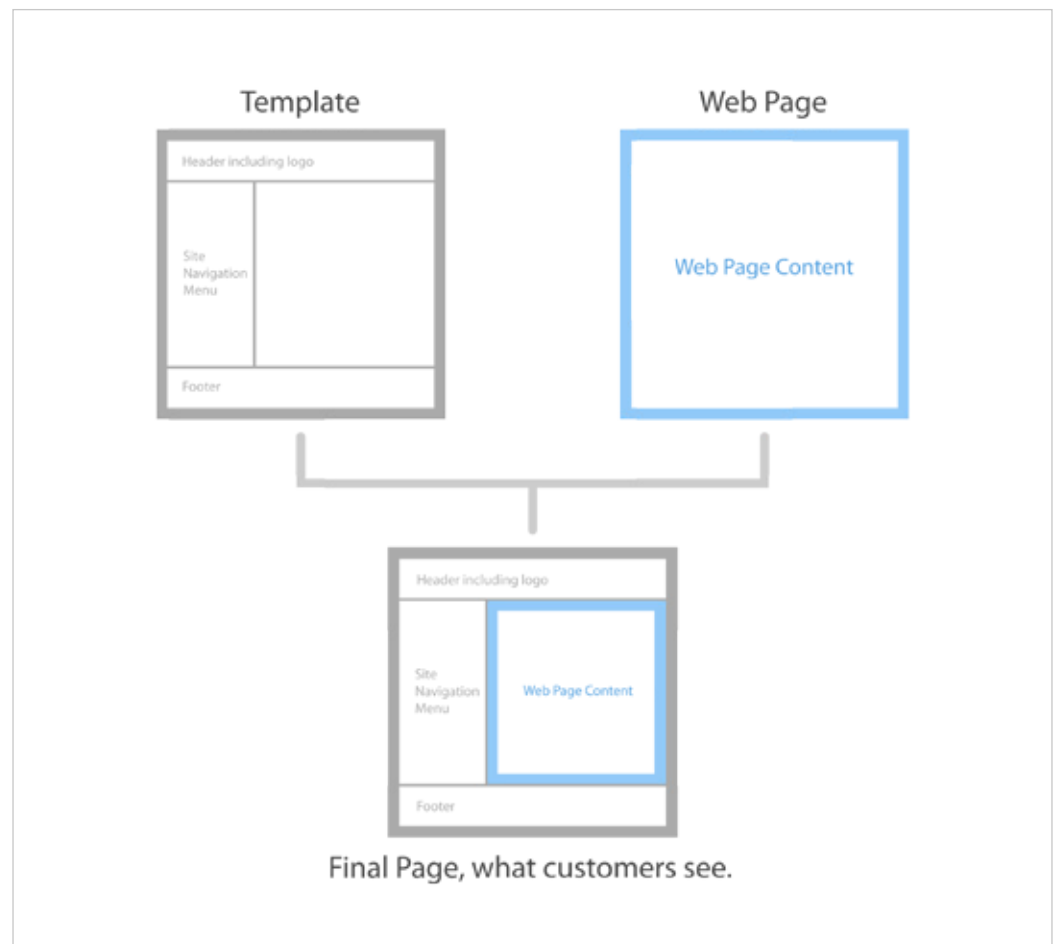 Template
Header including logo
Site
Navigation
Menu
Footer
Web Page
Web Page Content
Header including logo
Site
Navigation
Menu
Web Page Content
Footer
Final Page, what customers see.